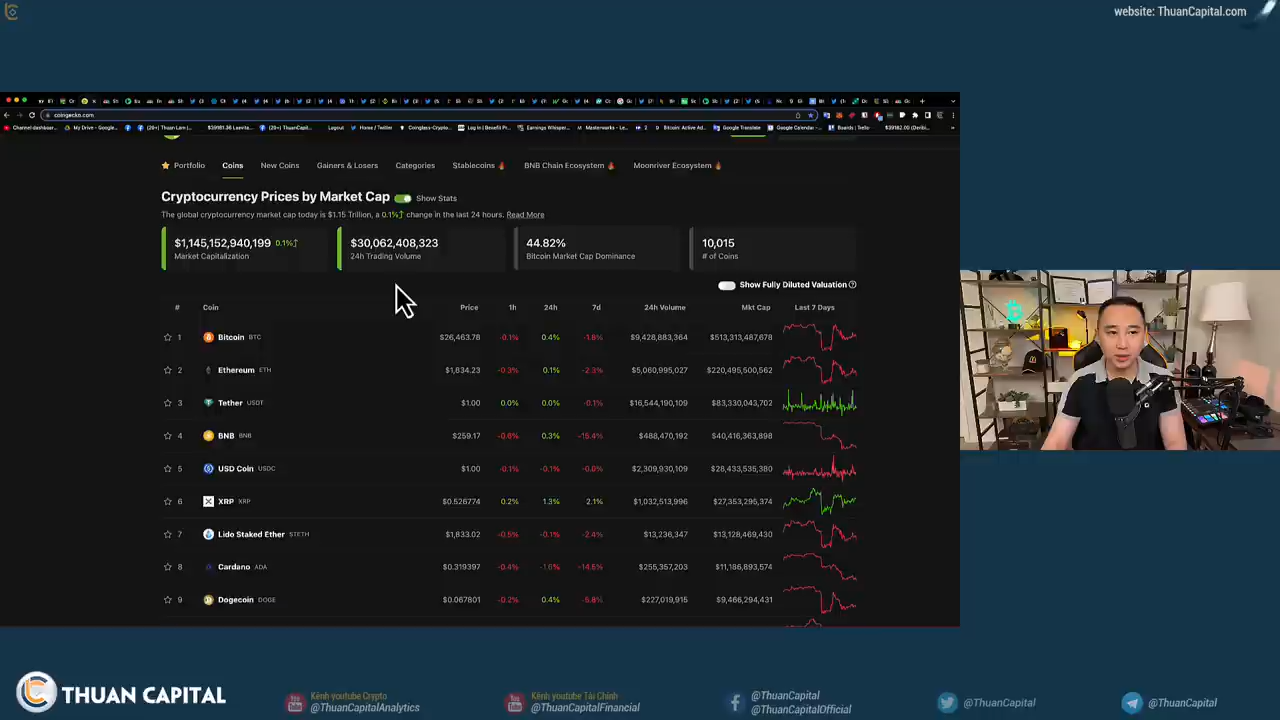 website: ThuanCapital.com
coingecko.com
Portfolio Coins New Coins Gainers & Losers Categories Stablecoins BNB Chain Ecosystem Moonriver Ecosystem
Cryptocurrency Prices by Market Cap Show Stats
The global cryptocurrency market cap today is $1.15 Trillion, a 0.1% change in the last 24 hours. Read More
$1,145,152,940,199 0.1% $30,062,408,323 44.82% 10,015
Market Capitalization 24h Trading Volume Bitcoin Market Cap Dominance # of Coins
Show Fully Diluted Valuation
# Coin Price 1h 24h 7d 24h Volume Mkt Cap Last 7 Days
1 Bitcoin BTC $26,463.78 -0.1% 0.4% -1.8% $9,428,883,364 $513,313,487,678
2 Ethereum ETH $1,834.23 -0.3% 0.1% -2.3% $5,060,995,027 $220,495,500,562
3 Tether USDT $1.00 0.0% 0.0% -0.1% $16,544,190,109 $83,330,043,702
4 BNB BNB $259.17 -0.6% 0.3% -15.4% $488,470,192 $40,416,363,898
5 USD Coin USDC $1.00 -0.1% -0.1% -0.0% $2,309,930,109 $28,433,535,380
6 XRP XRP $0.526774 0.2% 1.3% 2.1% $1,032,513,996 $27,353,295,374
7 Lido Staked Ether STETH $1,833.02 -0.5% -0.1% -2.4% $13,236,347 $13,128,469,430
8 Cardano ADA $0.319397 -0.4% -1.0% -14.5% $255,357,203 $11,186,893,574
9 Dogecoin DOGE $0.067801 -0.2% 0.4% -5.8% $227,019,915 $9,466,294,431
THUAN CAPITAL
Kênh youtube Crypto
@ThuanCapitalAnalytics
Kênh youtube Tài Chính
@ThuanCapitalFinancial
@ThuanCapital
@ThuanCapitalOfficial
@ThuanCapital
@ThuanCapital